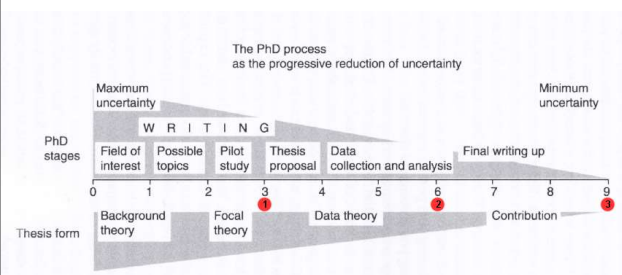 The PhD process
as the progressive reduction of uncertainty
Maximum
uncertainty
Minimum
uncertainty
W R I T I N G
PhD
stages
Field of
interest
Possible
topics
Pilot
study
Thesis
proposal
Data
collection and analysis
Final writing up
0 1 2 3 4 5 6 7 8 9
1 2 3
Thesis form
Background
theory
Focal
theory
Data theory
Contribution